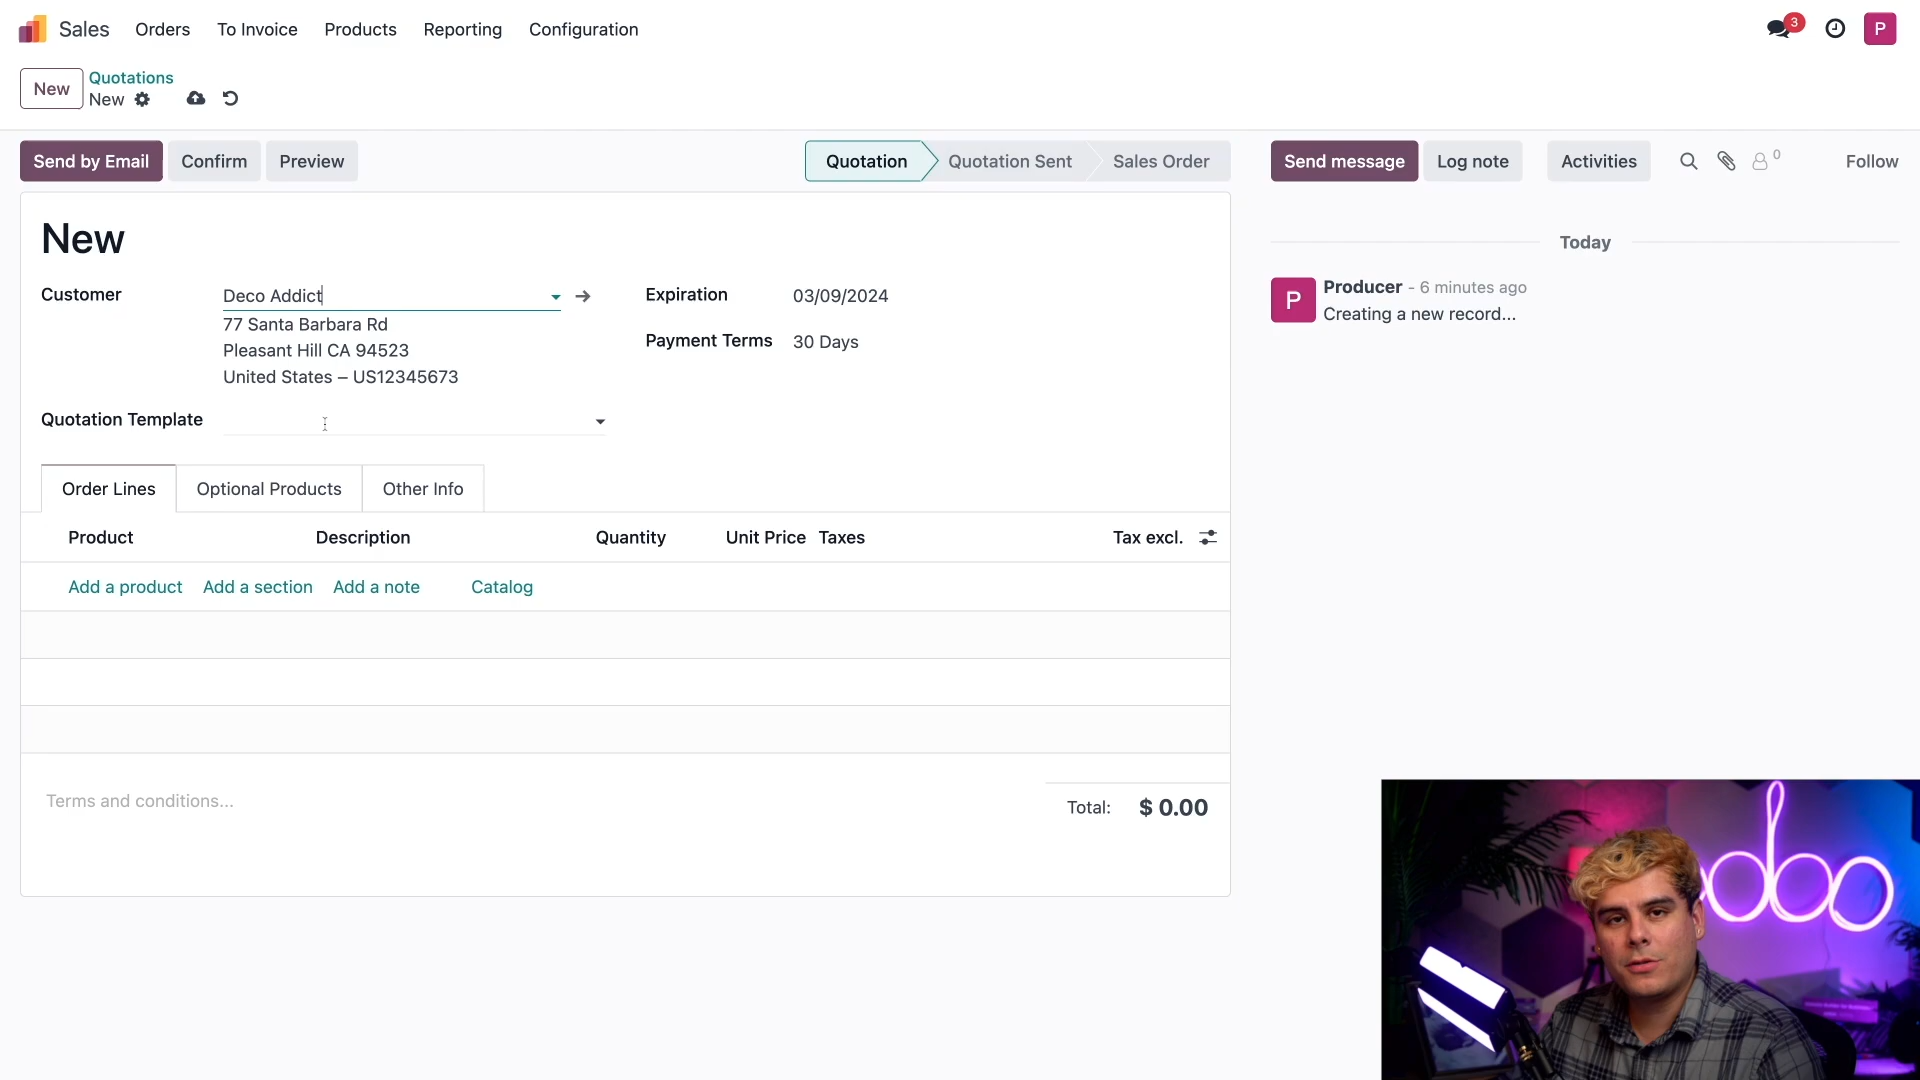 Sales
Orders
To Invoice
Products
Reporting
Configuration
3
P
New
Quotations
New
Send by Email
Confirm
Preview
Quotation
Quotation Sent
Sales Order
Send message
Log note
Activities
0
Follow
New
Customer
Deco Addict
77 Santa Barbara Rd
Pleasant Hill CA 94523
United States – US12345673
Expiration
03/09/2024
Payment Terms
30 Days
Quotation Template
Order Lines
Optional Products
Other Info
Product
Description
Quantity
Unit Price
Taxes
Tax excl.
Add a product
Add a section
Add a note
Catalog
Terms and conditions...
Total:
$ 0.00
Today
P
Producer - 6 minutes ago
Creating a new record...
odoo